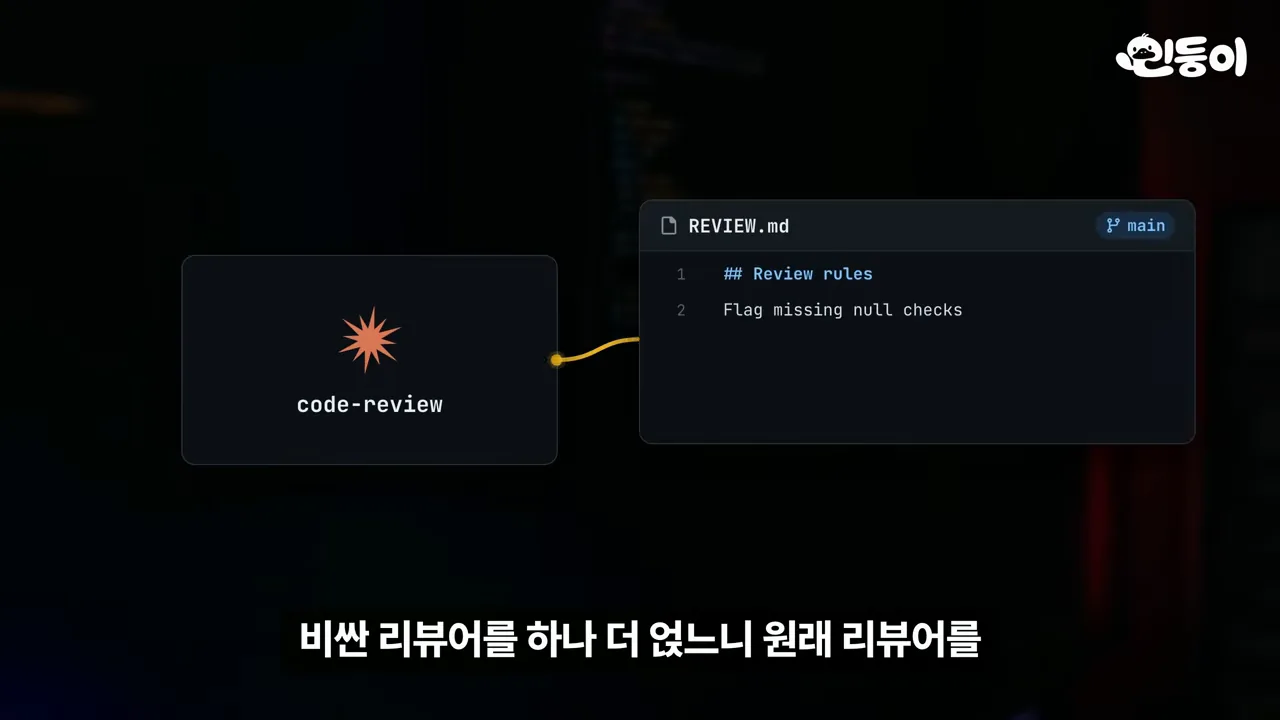 인둥이
REVIEW.md
main
1 ## Review rules
2 Flag missing null checks
code-review
비싼 리뷰어를 하나 더 얹느니 원래 리뷰어를